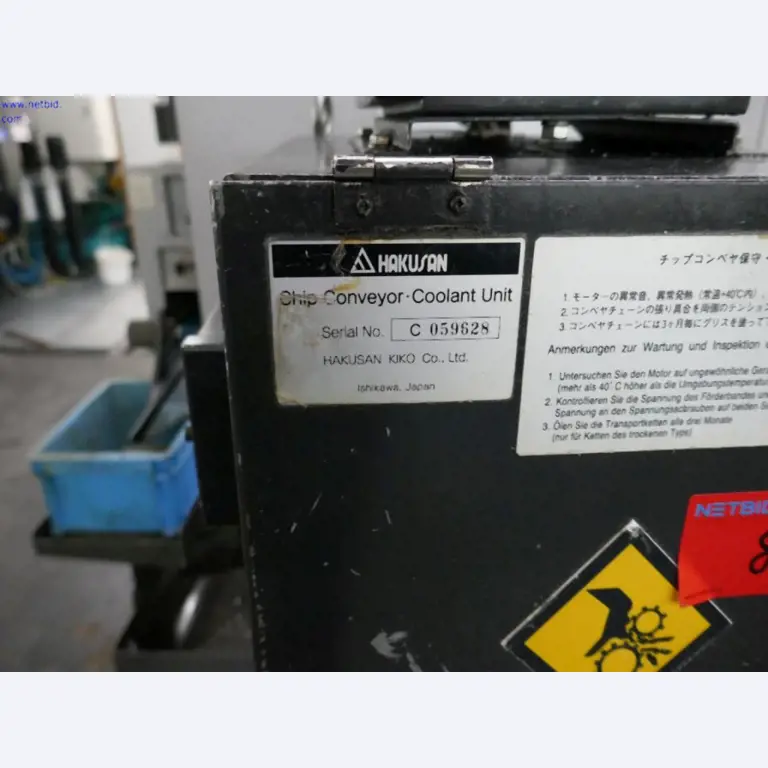 www.netbid.
com
HAKUSAN
Chip Conveyor·Coolant Unit
Serial No. C 059628
HAKUSAN KIKO Co., Ltd.
Ishikawa, Japan
チップコンベヤ保守・
1. モーターの異常音、異常発熱（常温+40℃内）、
2. コンベヤチェーンの張り具合を両側のテンション
3. コンベヤチェーンには3ヶ月毎にグリスを塗って
Anmerkungen zur Wartung und Inspektion
1. Untersuchen Sie den Motor auf ungewöhnliche
(mehr als 40˚C höher als die Umgebungstemperatur
2. Kontrollieren Sie die Spannung des Förderbandes
Spannung an den Spannungsschrauben auf beiden
3. Ölen Sie die Transportketten alle drei Monate
(nur für Ketten des trockenen Typs)
NETBID